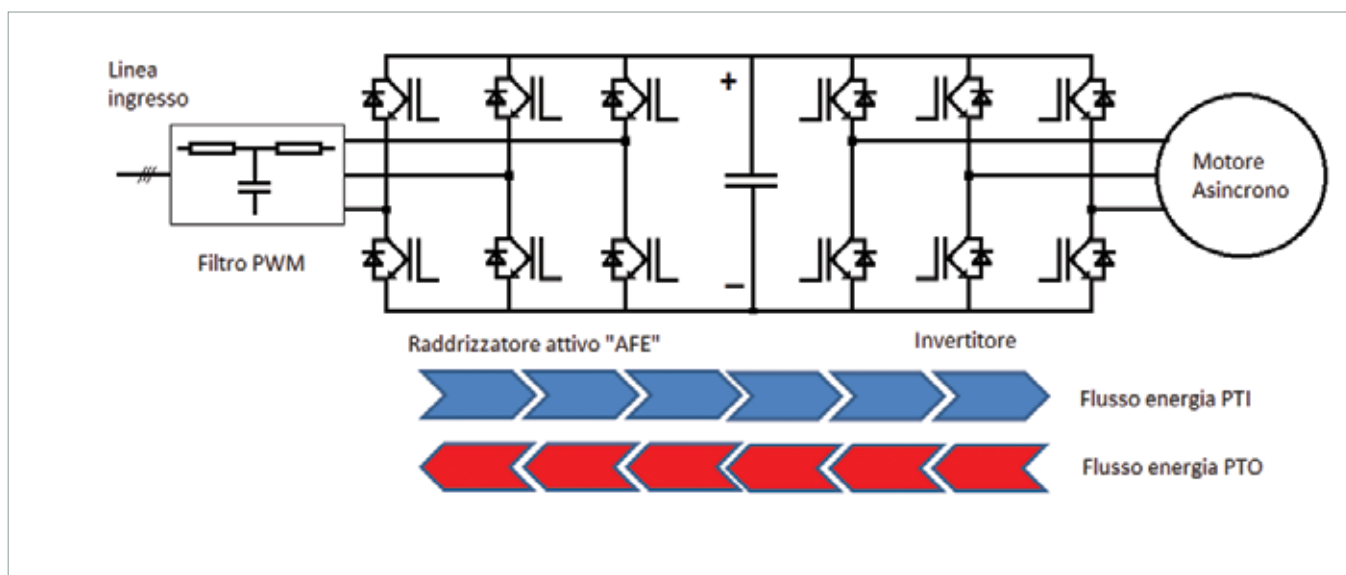 Linea
ingresso
+
Motore
Asincrono
Filtro PWM
−
Raddrizzatore attivo "AFE"
Invertitore
Flusso energia PTI
Flusso energia PTO